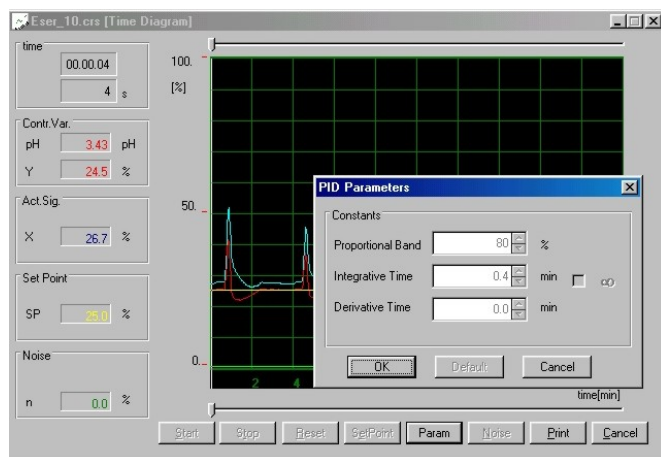 Eser_10.crs [Time Diagram]
time
00.00.04
4 s
Contr.Var.
pH 3.43 pH
Y 24.5 %
Act.Sig.
X 26.7 %
Set Point
SP 25.0 %
Noise
n 0.0 %
100.
[%]
50.
0.
2 4
time[min]
PID Parameters
Constants
Proportional Band 80 %
Integrative Time 0.4 min ∞
Derivative Time 0.0 min
OK Default Cancel
Start Stop Reset SetPoint Param Noise Print Cancel